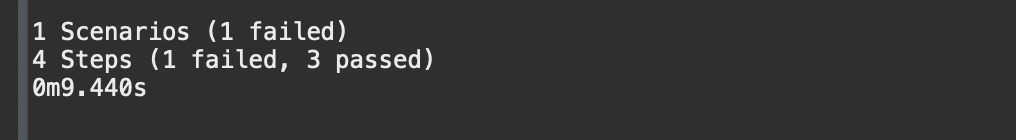 1 Scenarios (1 failed)
4 Steps (1 failed, 3 passed)
0m9.440s